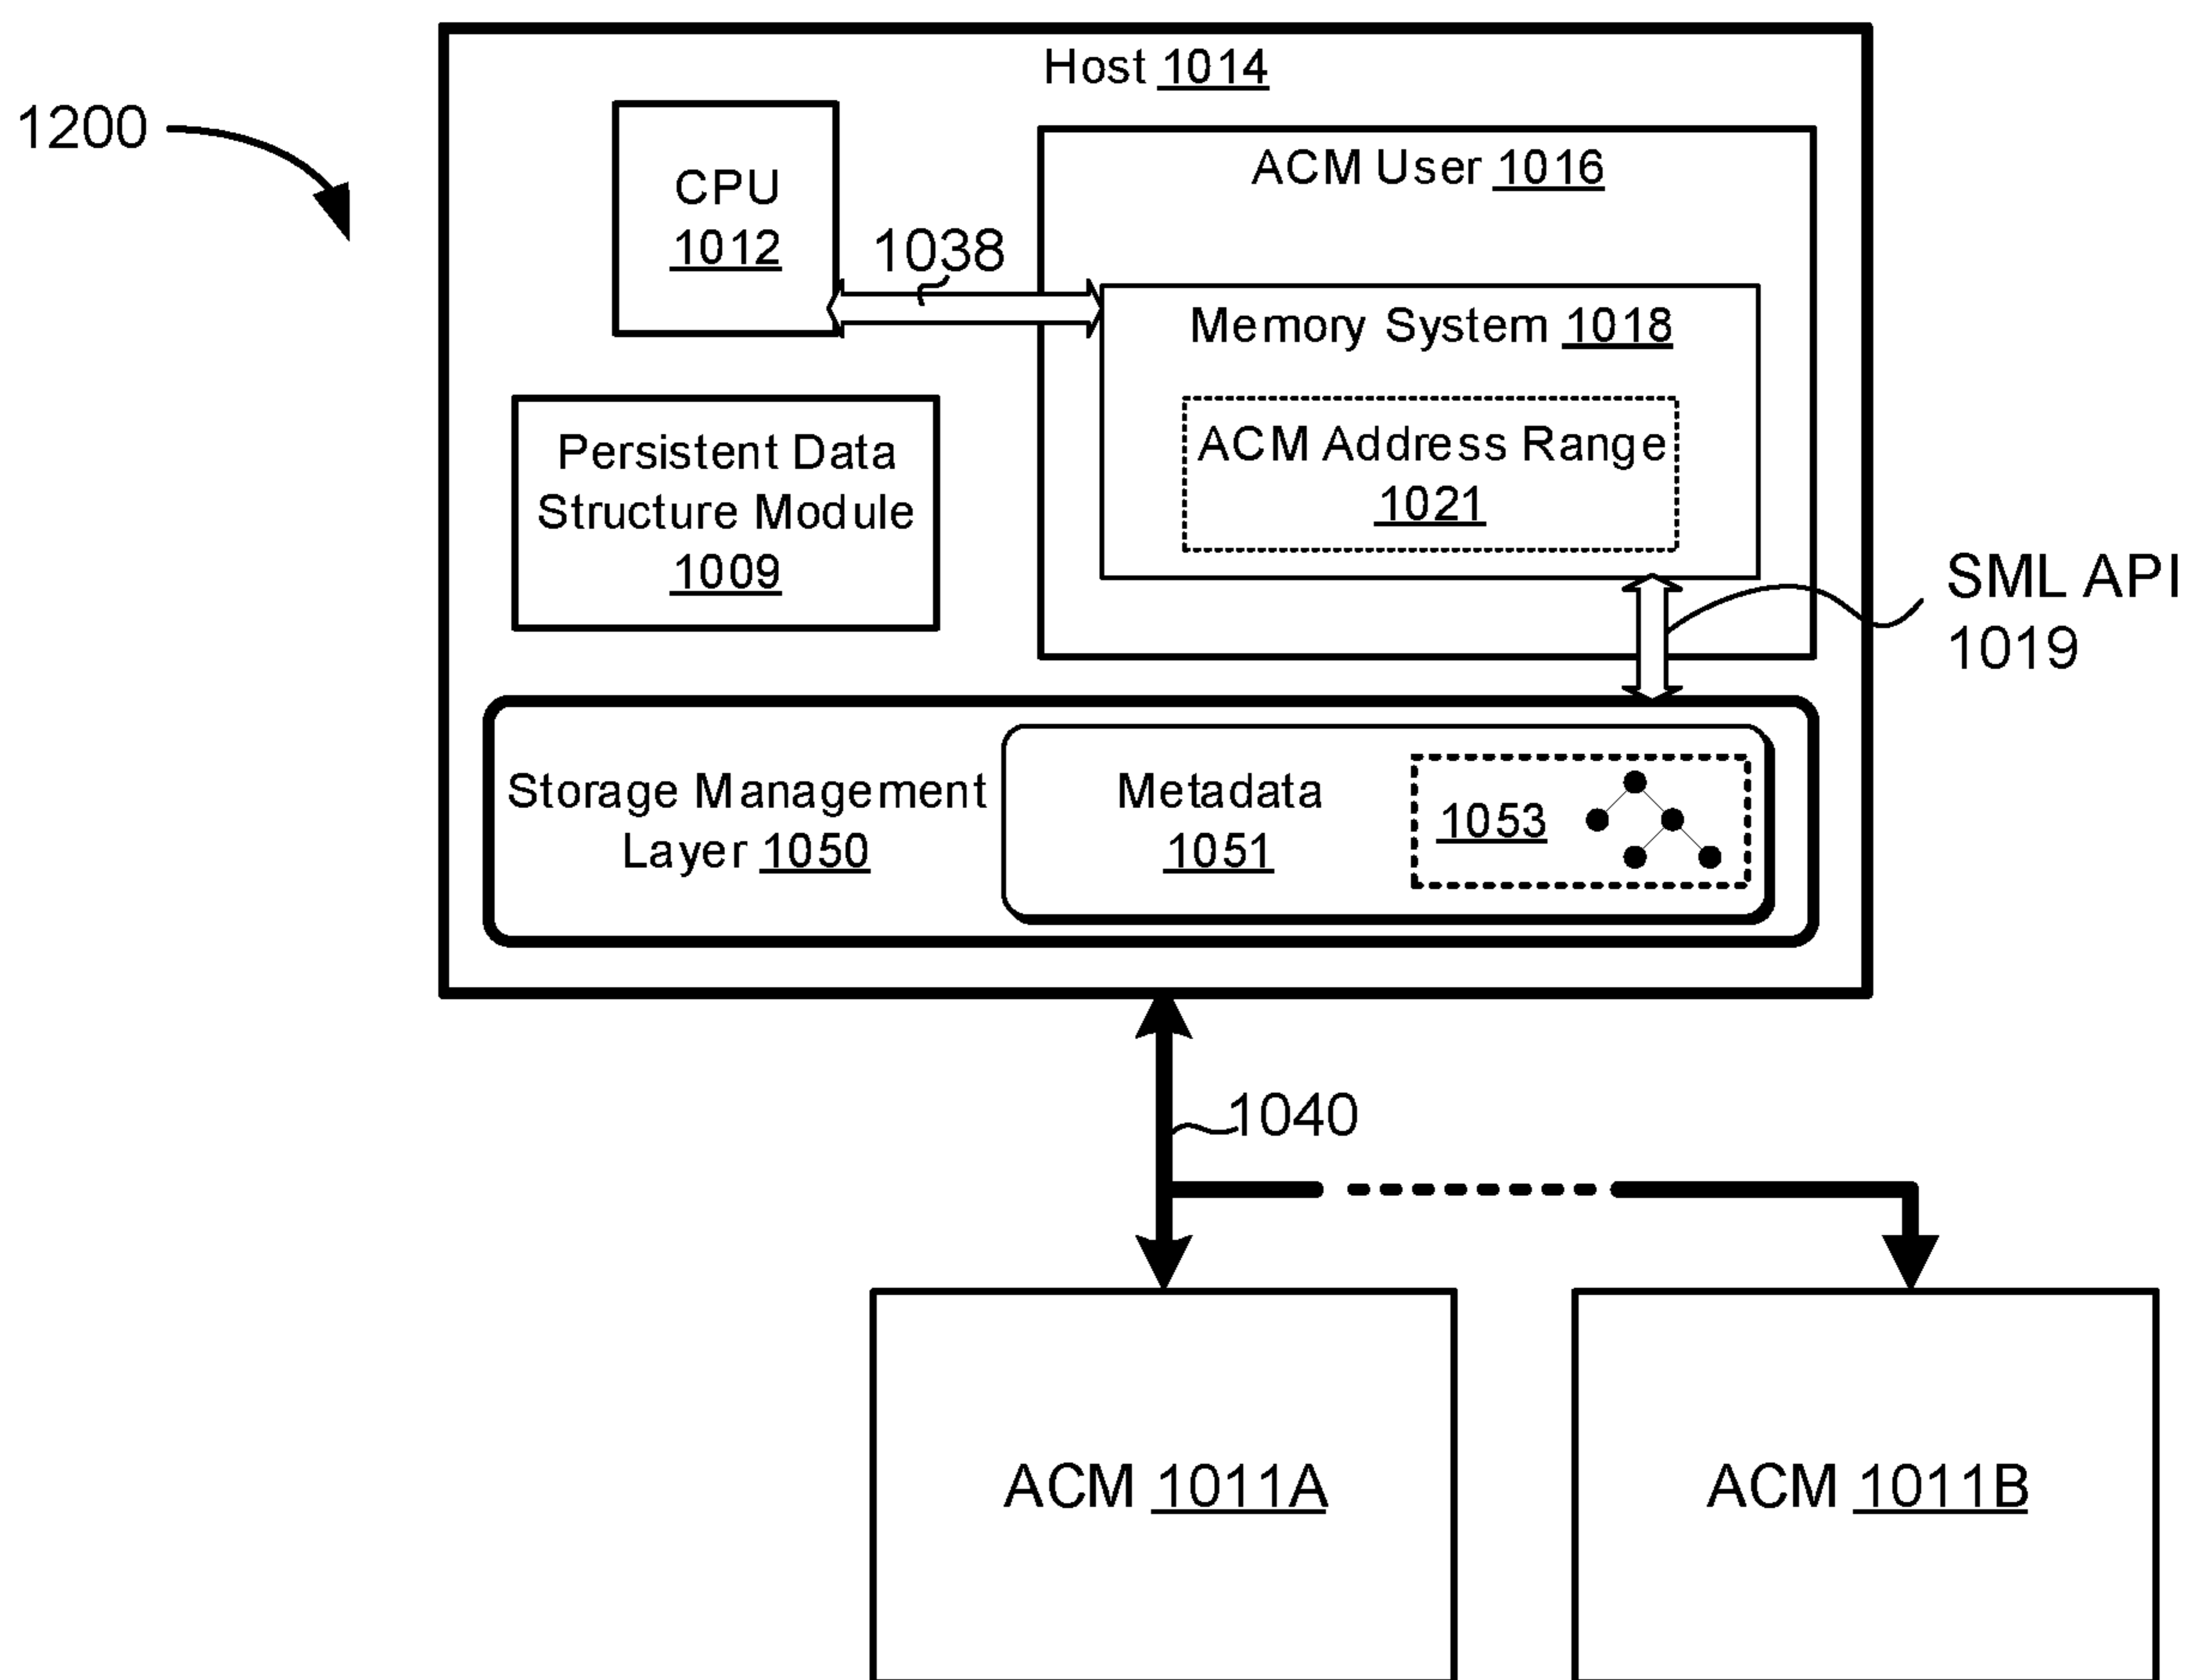 Host 1014
1200
CPU
1012
ACM User 1016
1038
Memory System 1018
ACM Address Range
1021
Persistent Data
Structure Module
1009
SML API
1019
Storage Management
Layer 1050
Metadata
1051
1053
1040
ACM 1011A
ACM 1011B